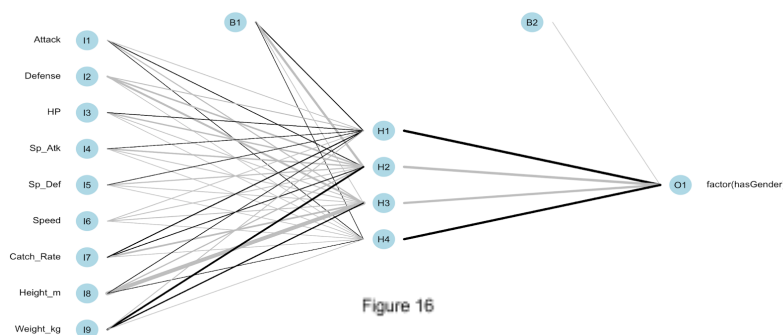 B1 B2
Attack I1
Defense I2
HP I3
Sp_Atk I4
Sp_Def I5
Speed I6
Catch_Rate I7
Height_m I8
Weight_kg I9
H1
H2
H3
H4
O1 factor(hasGender
Figure 16